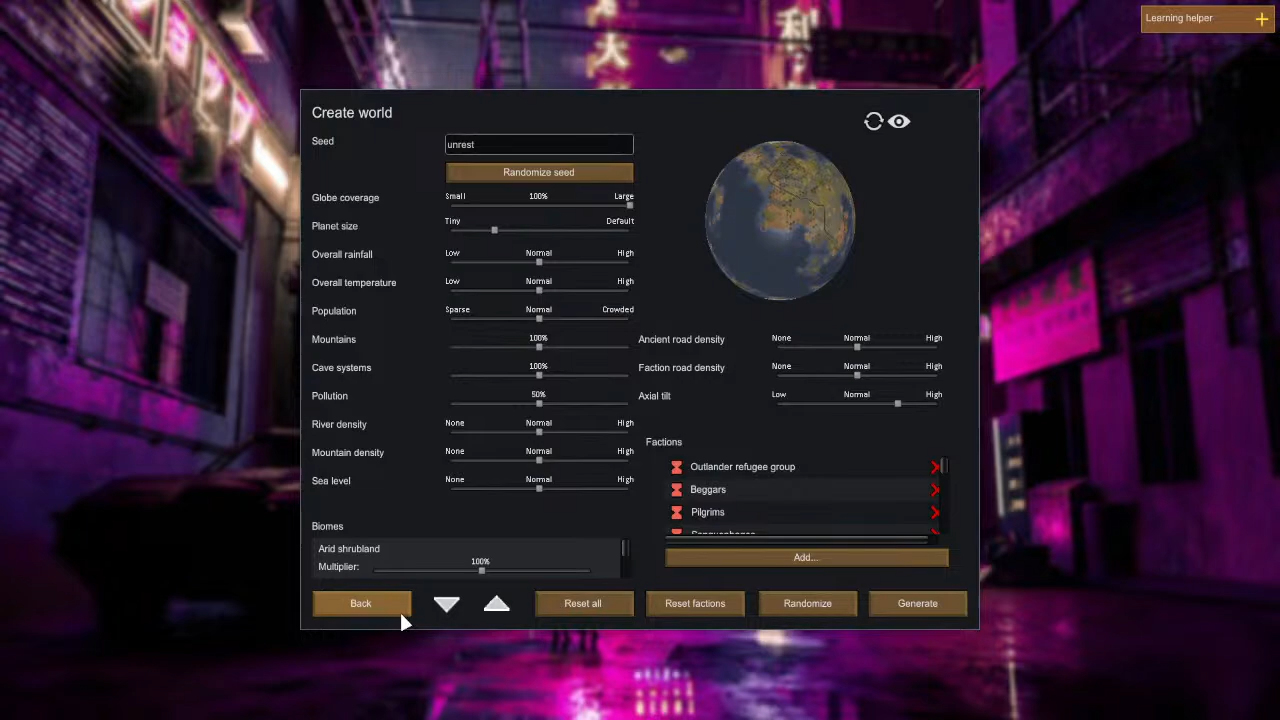 Learning helper
Create world
Seed
unrest
Randomize seed
Globe coverage
Small 100% Large
Planet size
Tiny Default
Overall rainfall
Low Normal High
Overall temperature
Low Normal High
Population
Sparse Normal Crowded
Mountains
100%
Cave systems
100%
Pollution
50%
River density
None Normal High
Mountain density
None Normal High
Sea level
None Normal High
Ancient road density
None Normal High
Faction road density
None Normal High
Axial tilt
Low Normal High
Factions
Outlander refugee group
Beggars
Pilgrims
Add...
Biomes
Arid shrubland
Multiplier: 100%
Back
Reset all
Reset factions
Randomize
Generate